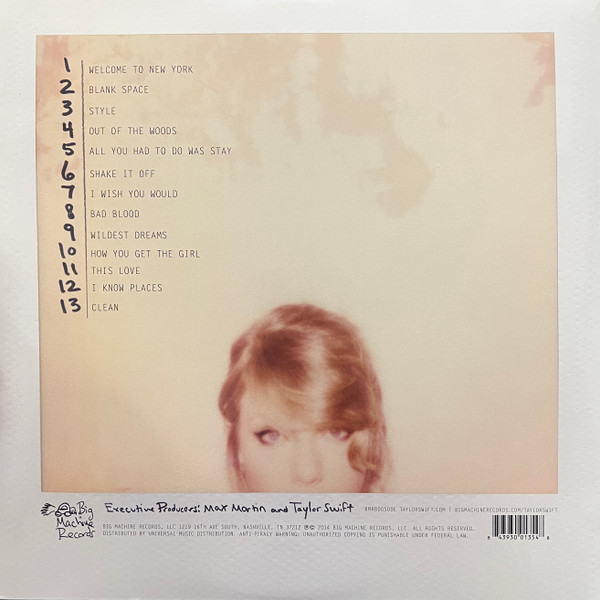 1 WELCOME TO NEW YORK
2 BLANK SPACE
3 STYLE
4 OUT OF THE WOODS
5 ALL YOU HAD TO DO WAS STAY
6 SHAKE IT OFF
7 I WISH YOU WOULD
8 BAD BLOOD
9 WILDEST DREAMS
10 HOW YOU GET THE GIRL
11 THIS LOVE
12 I KNOW PLACES
13 CLEAN
Big
Machine
Records
Executive Producers: Max Martin and Taylor Swift
TAYLORSWIFT.COM | BIGMACHINERECORDS.COM/TAYLORSWIFT
BIG MACHINE RECORDS, LLC 1219 16TH AVE SOUTH, NASHVILLE, TN 37212 ℗© 2014 BIG MACHINE RECORDS, LLC. ALL RIGHTS RESERVED.
DISTRIBUTED BY UNIVERSAL MUSIC DISTRIBUTION. ANTI-PIRACY WARNING: UNAUTHORIZED COPYING IS PUNISHABLE UNDER FEDERAL LAW.
8 43930 01354 6